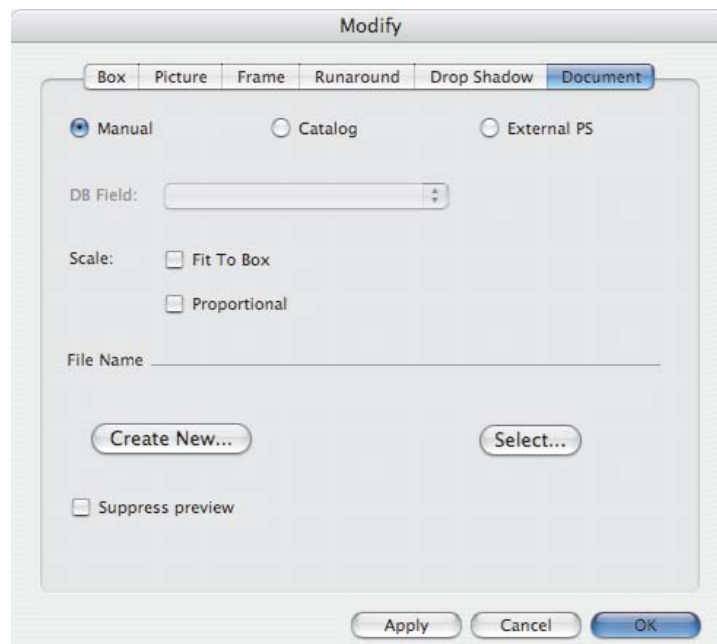 Modify
Box Picture Frame Runaround Drop Shadow Document
Manual Catalog External PS
DB Field:
Scale: Fit To Box
Proportional
File Name
Create New... Select...
Suppress preview
Apply Cancel OK